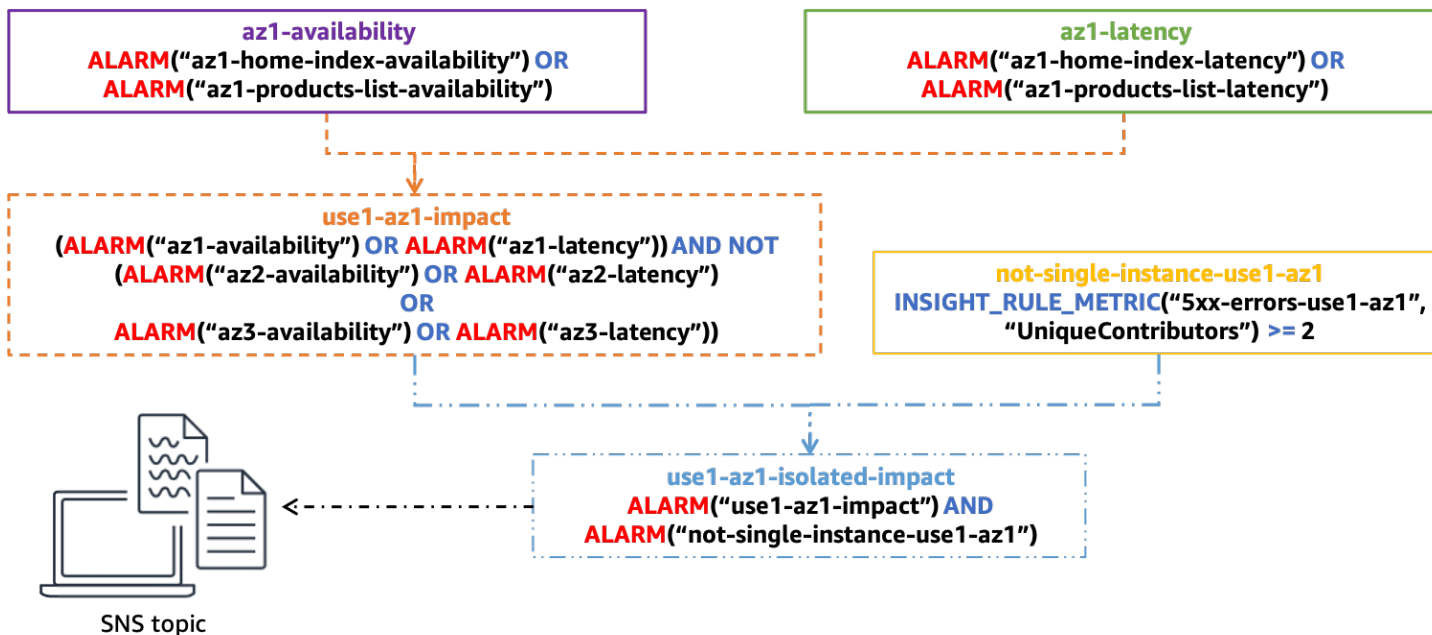 az1-availability
ALARM(“az1-home-index-availability”) OR
ALARM(“az1-products-list-availability”)
az1-latency
ALARM(“az1-home-index-latency”) OR
ALARM(“az1-products-list-latency”)
use1-az1-impact
(ALARM(“az1-availability”) OR ALARM(“az1-latency”)) AND NOT
(ALARM(“az2-availability”) OR ALARM(“az2-latency”)
OR
ALARM(“az3-availability”) OR ALARM(“az3-latency”))
not-single-instance-use1-az1
INSIGHT_RULE_METRIC(“5xx-errors-use1-az1”,
“UniqueContributors”) >= 2
use1-az1-isolated-impact
ALARM(“use1-az1-impact”) AND
ALARM(“not-single-instance-use1-az1”)
SNS topic